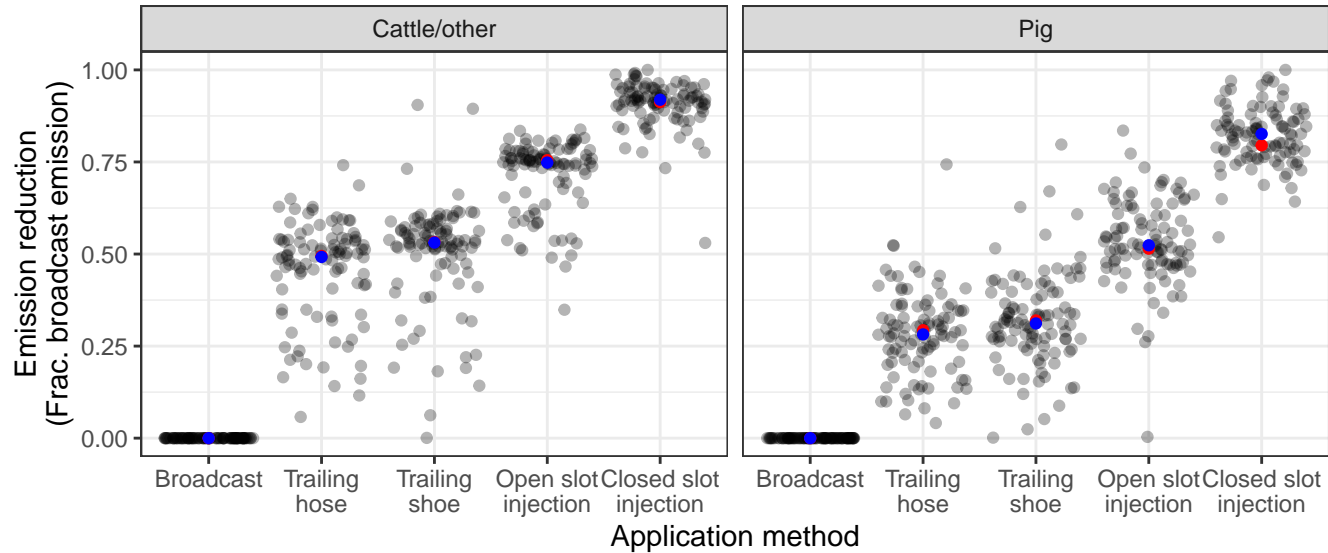 Cattle/other
Pig
Emission reduction
(Frac. broadcast emission)
1.00
0.75
0.50
0.25
0.00
Broadcast
Trailing
hose
Trailing
shoe
Open slot
injection
Closed slot
injection
Broadcast
Trailing
hose
Trailing
shoe
Open slot
injection
Closed slot
injection
Application method